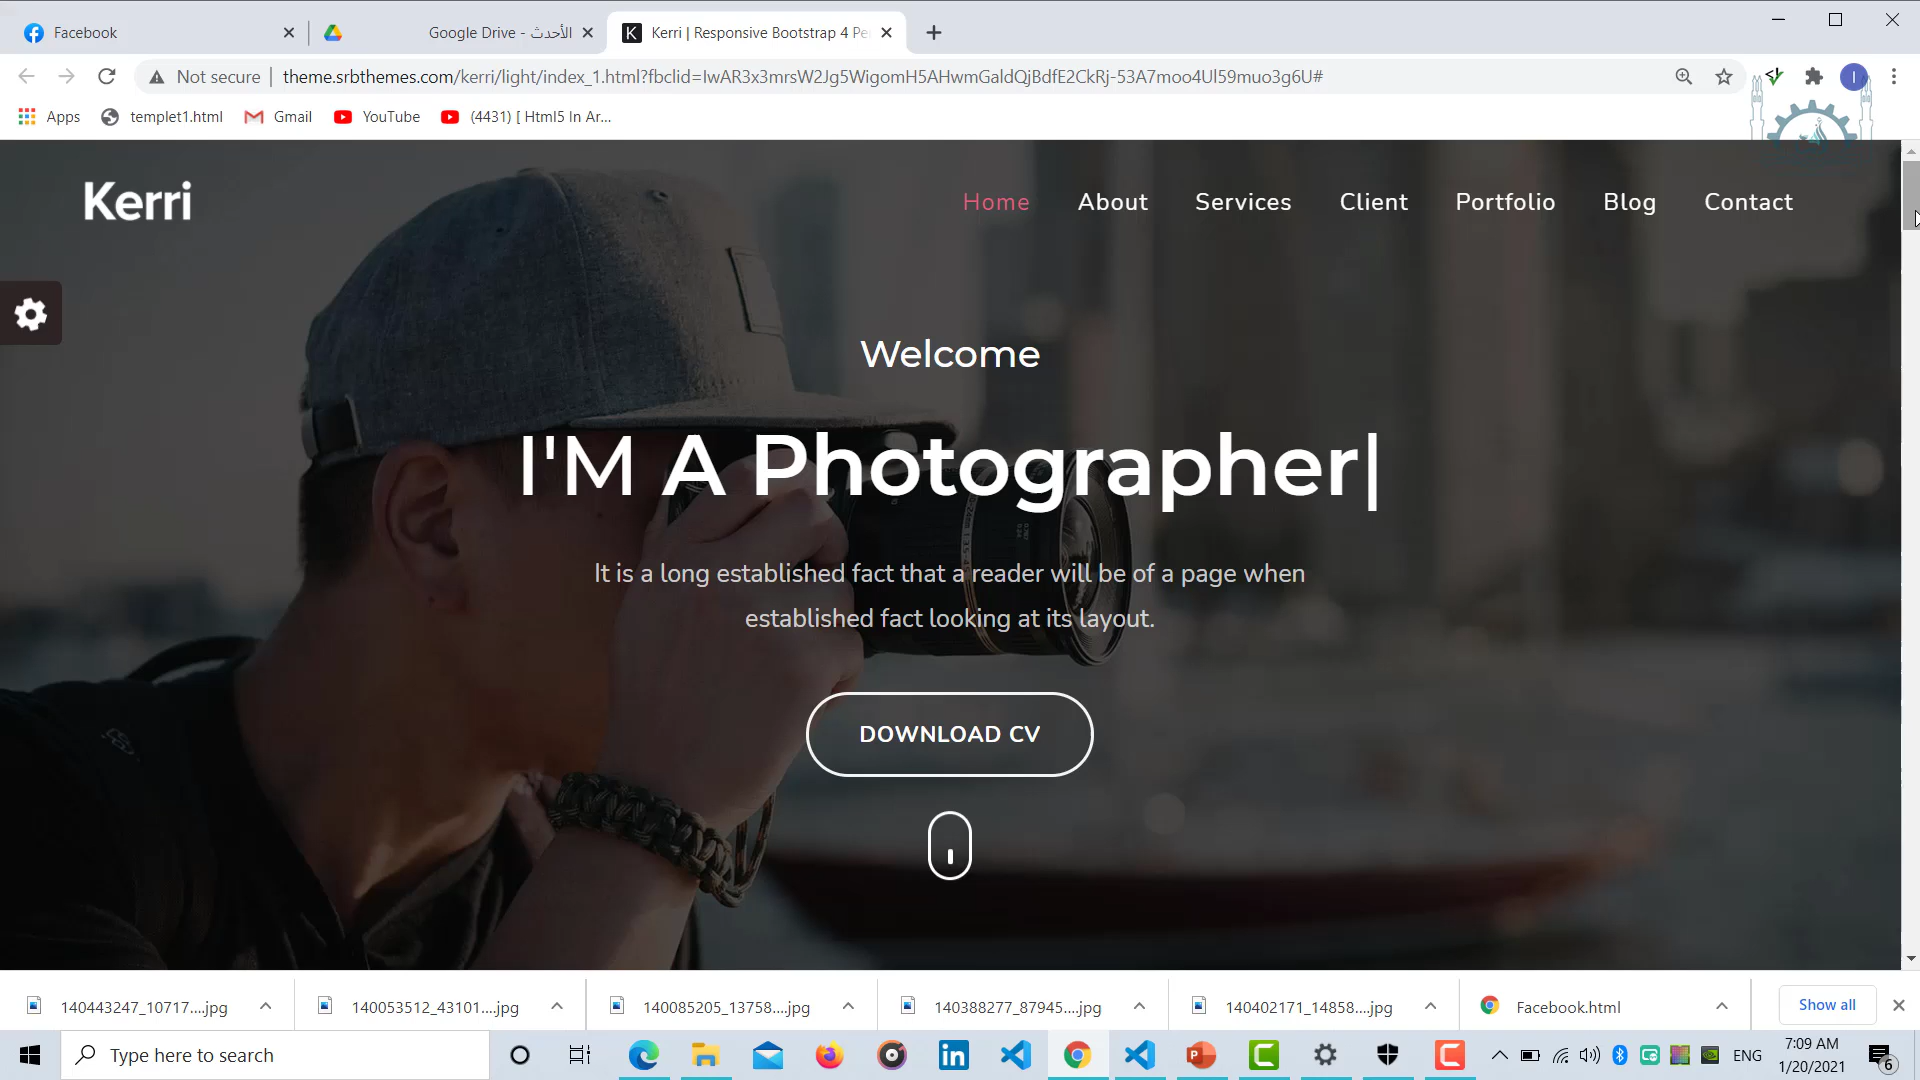 Facebook
Google Drive - الأحدث
K
Kerri | Responsive Bootstrap 4 Pe
Not secure
theme.srbthemes.com/kerri/light/index_1.html?fbclid=IwAR3x3mrsW2Jg5WigomH5AHwmGaldQjBdfE2CkRj-53A7moo4Ul59muo3g6U#
I
Apps
templet1.html
Gmail
YouTube
(4431) [ Html5 In Ar...
Kerri
Home
About
Services
Client
Portfolio
Blog
Contact
Welcome
I'M A Photographer|
It is a long established fact that a reader will be of a page when
established fact looking at its layout.
DOWNLOAD CV
140443247_10717....jpg
140053512_43101....jpg
140085205_13758....jpg
140388277_87945....jpg
140402171_14858....jpg
Facebook.html
Show all
Type here to search
ENG
7:09 AM
1/20/2021
6